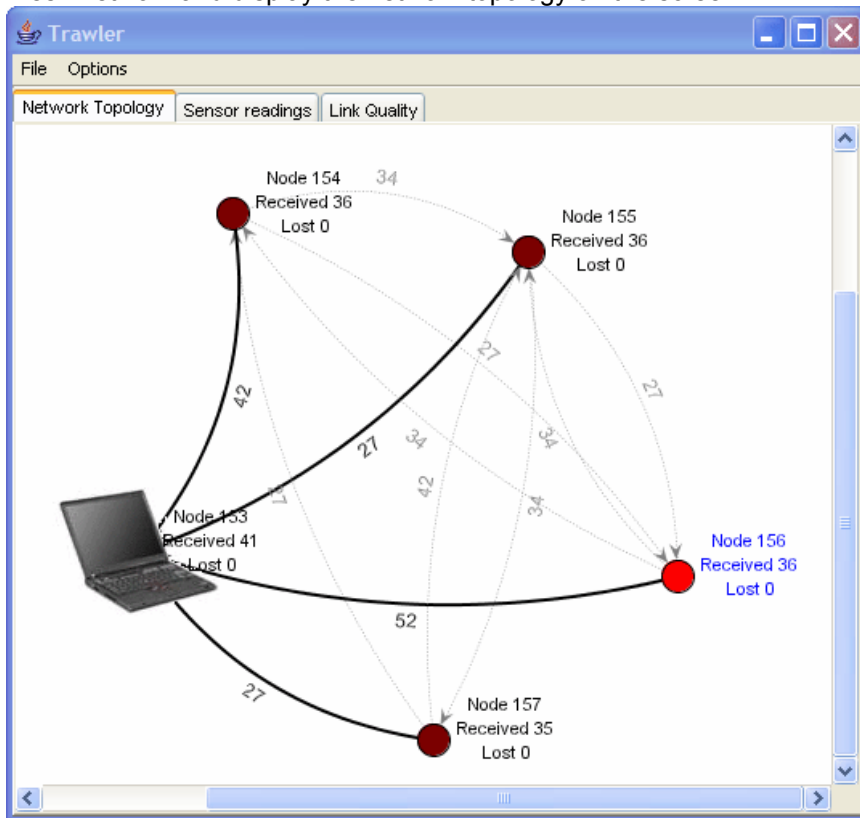 Trawler
File Options
Network Topology Sensor readings Link Quality
Node 154
Received 36
Lost 0
34
Node 155
Received 36
Lost 0
27
27
42
27
34
34
27
42
34
Node 153
Received 41
Lost 0
Node 156
Received 36
Lost 0
52
27
Node 157
Received 35
Lost 0